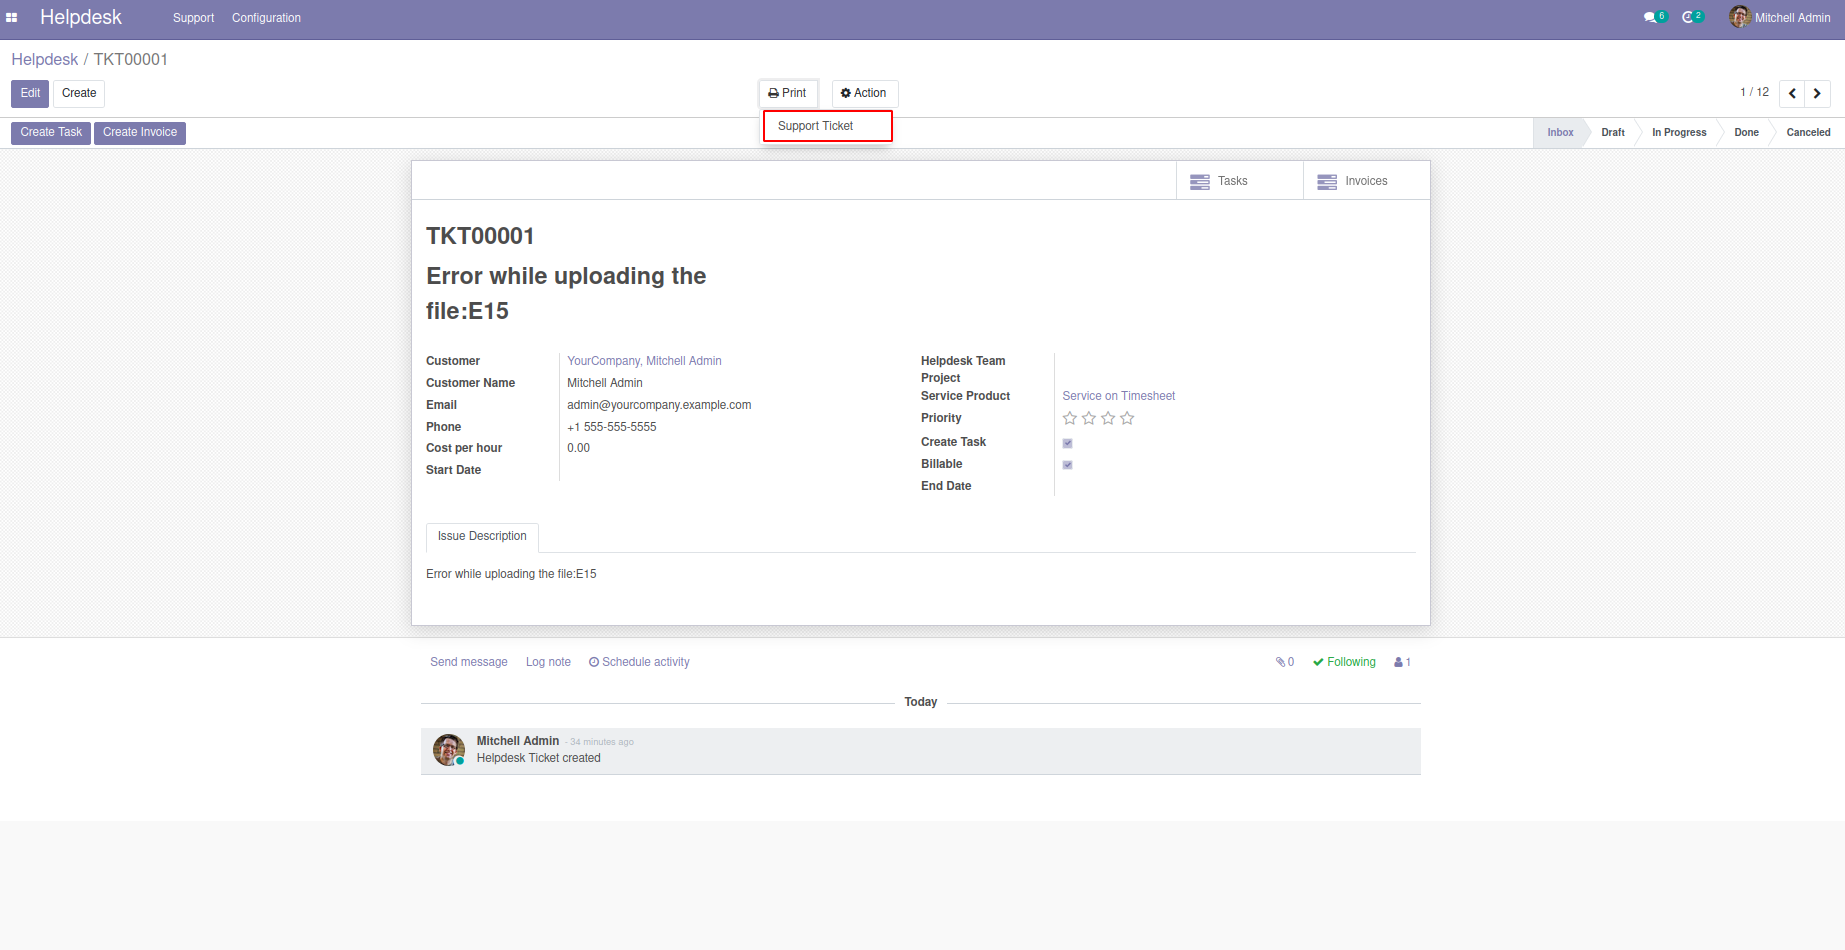 Helpdesk Support Configuration 6 2 Mitchell Admin
Helpdesk / TKT00001
Edit Create Print Action 1 / 12
Support Ticket
Create Task Create Invoice Inbox Draft In Progress Done Canceled
Tasks Invoices
TKT00001
Error while uploading the
file:E15
Customer YourCompany, Mitchell Admin
Customer Name Mitchell Admin
Email admin@yourcompany.example.com
Phone +1 555-555-5555
Cost per hour 0.00
Start Date
Helpdesk Team
Project
Service Product Service on Timesheet
Priority
Create Task
Billable
End Date
Issue Description
Error while uploading the file:E15
Send message Log note Schedule activity 0 Following 1
Today
Mitchell Admin - 34 minutes ago
Helpdesk Ticket created